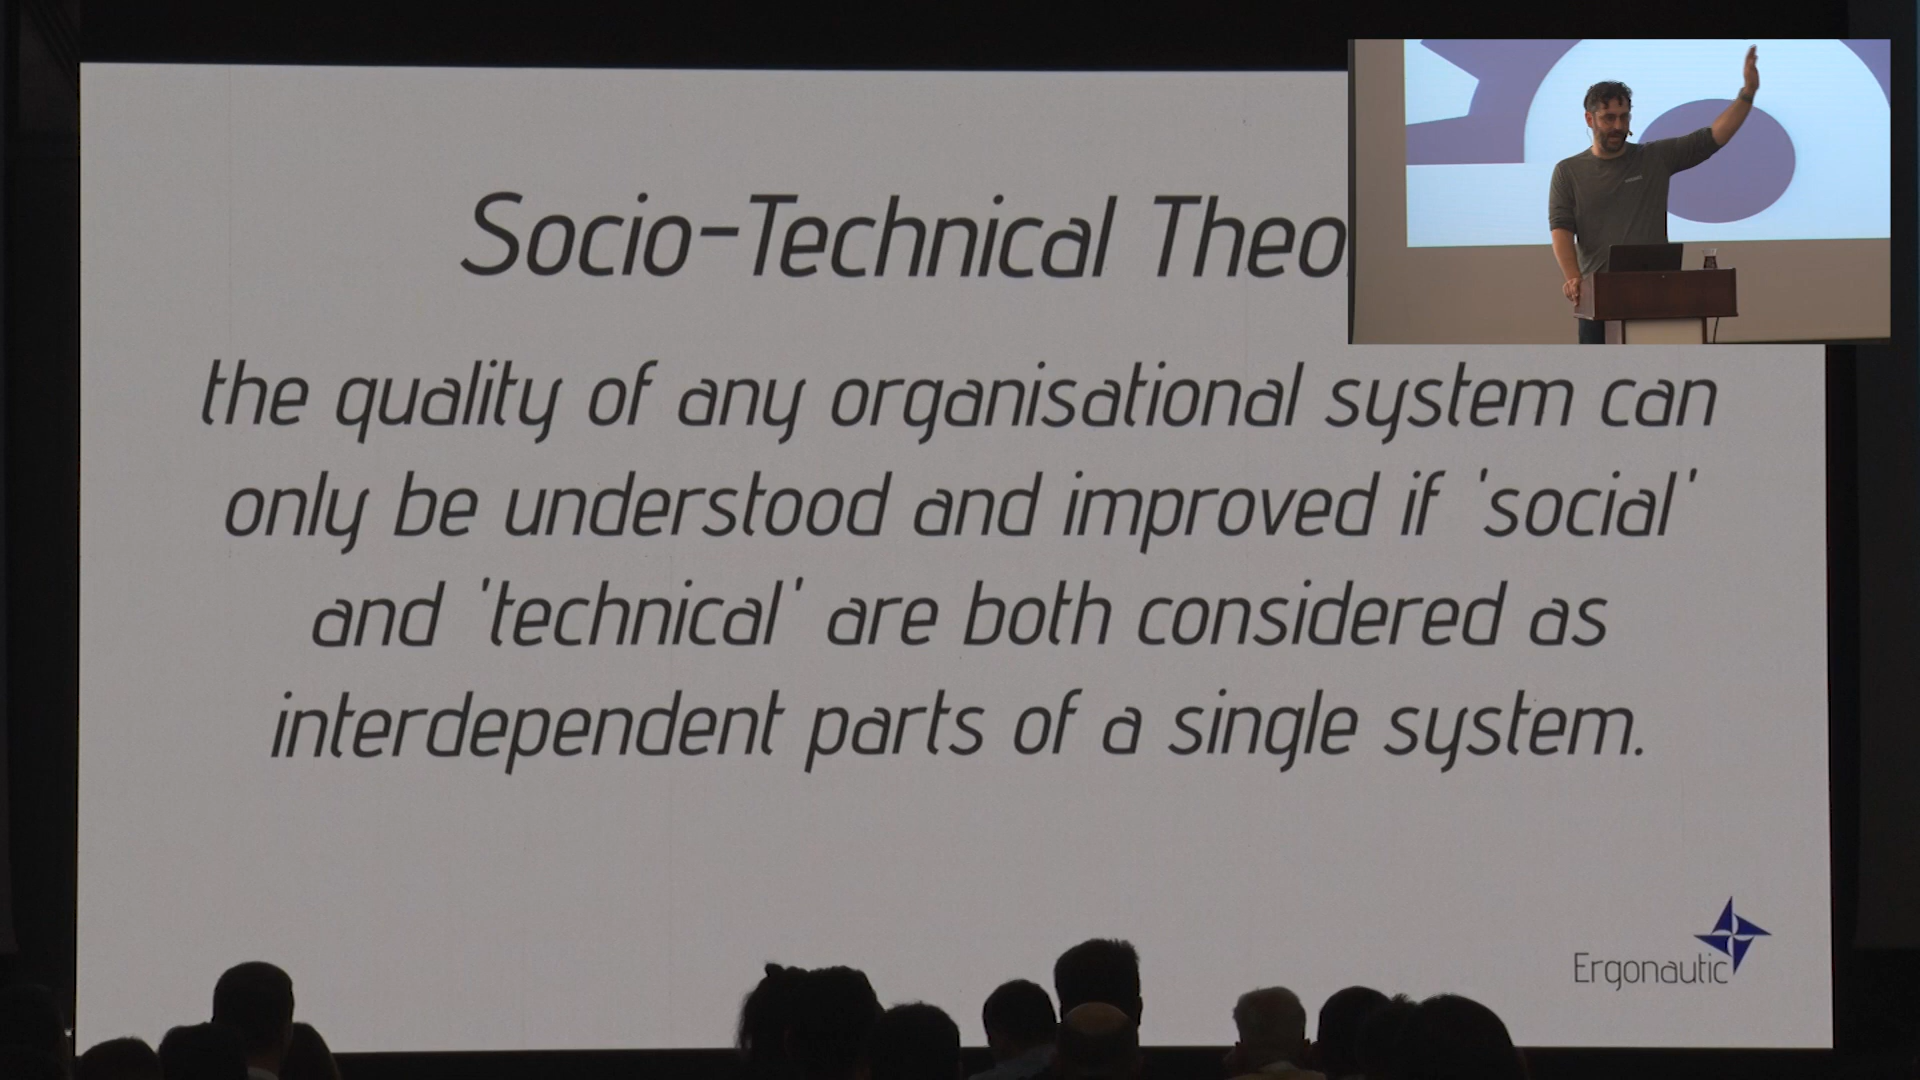 Socio-Technical Theo
the quality of any organisational system can
only be understood and improved if 'social'
and 'technical' are both considered as
interdependent parts of a single system.
Ergonautic